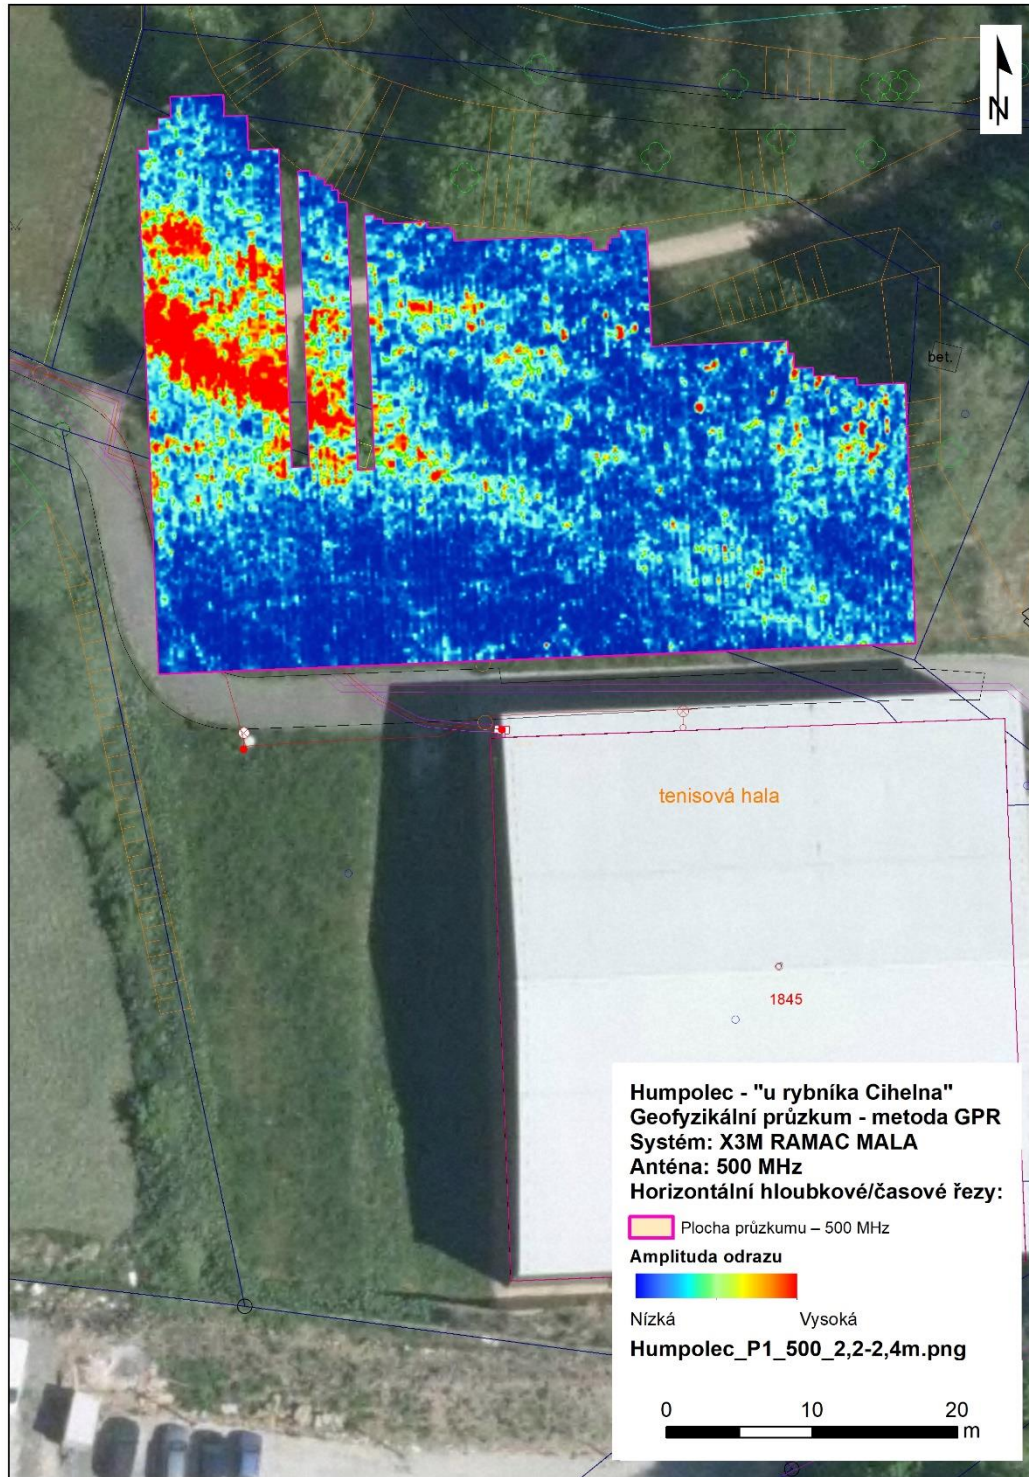 N
bet.
tenisová hala
1845
Humpolec - "u rybníka Cihelna"
Geofyzikální průzkum - metoda GPR
Systém: X3M RAMAC MALA
Anténa: 500 MHz
Horizontální hloubkové/časové řezy:
Plocha průzkumu – 500 MHz
Amplituda odrazu
Nízká Vysoká
Humpolec_P1_500_2,2-2,4m.png
0 10 20
m